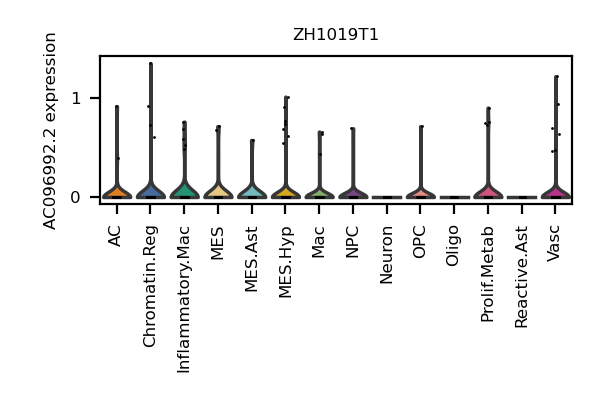 ZH1019T1
AC096992.2 expression
1
0
AC
Chromatin.Reg
Inflammatory.Mac
MES
MES.Ast
MES.Hyp
Mac
NPC
Neuron
OPC
Oligo
Prolif.Metab
Reactive.Ast
Vasc